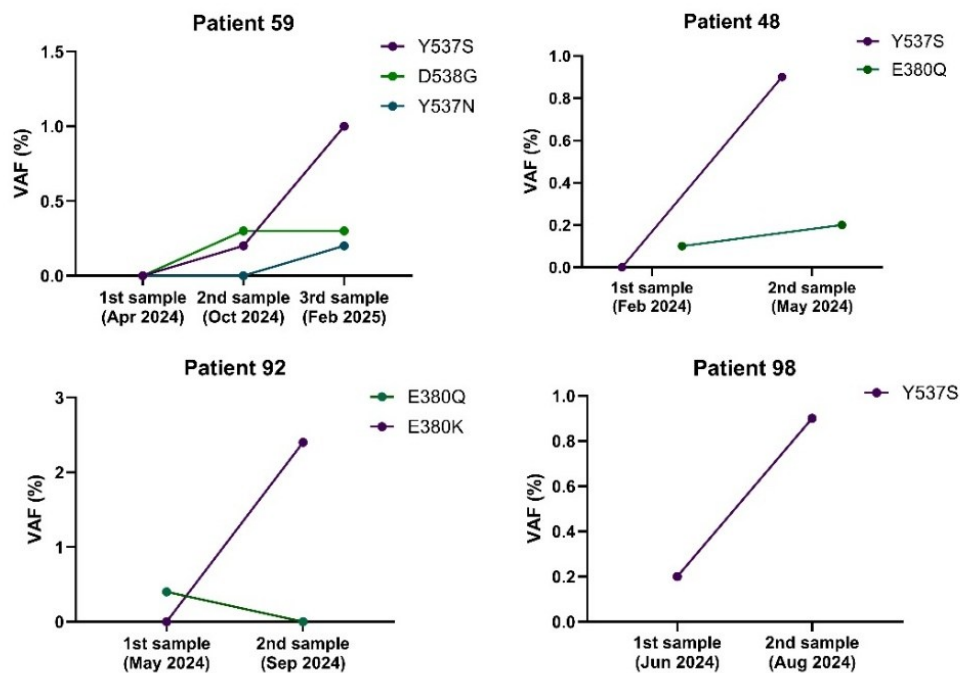 Patient 59
Y537S
D538G
Y537N
VAF (%)
1.5
1.0
0.5
0.0
1st sample 2nd sample 3rd sample
(Apr 2024) (Oct 2024) (Feb 2025)
Patient 48
Y537S
E380Q
VAF (%)
1.0
0.8
0.6
0.4
0.2
0.0
1st sample 2nd sample
(Feb 2024) (May 2024)
Patient 92
E380Q
E380K
VAF (%)
3
2
1
0
1st sample 2nd sample
(May 2024) (Sep 2024)
Patient 98
Y537S
VAF (%)
1.0
0.8
0.6
0.4
0.2
0.0
1st sample 2nd sample
(Jun 2024) (Aug 2024)